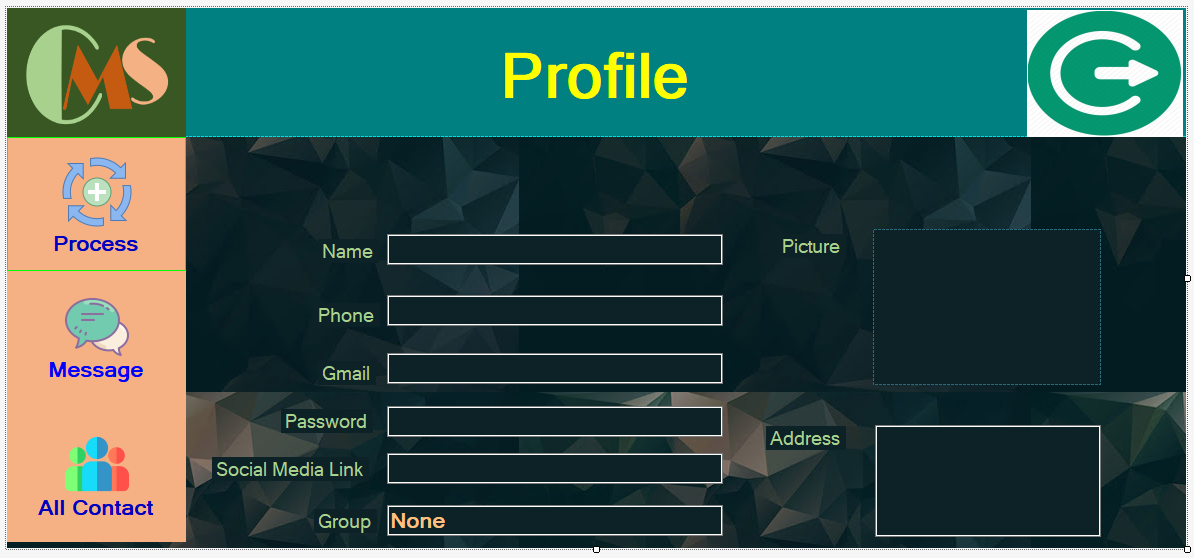 CMS
Profile
Process
Message
All Contact
Name
Phone
Gmail
Password
Social Media Link
Group
None
Picture
Address